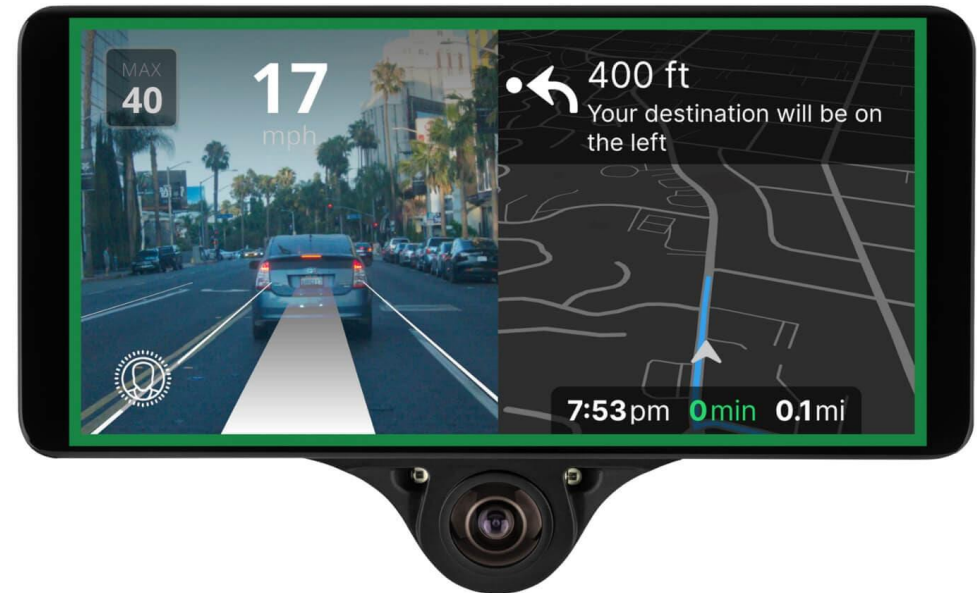 MAX
40
17
mph
400 ft
Your destination will be on
the left
7:53pm 0min 0.1mi